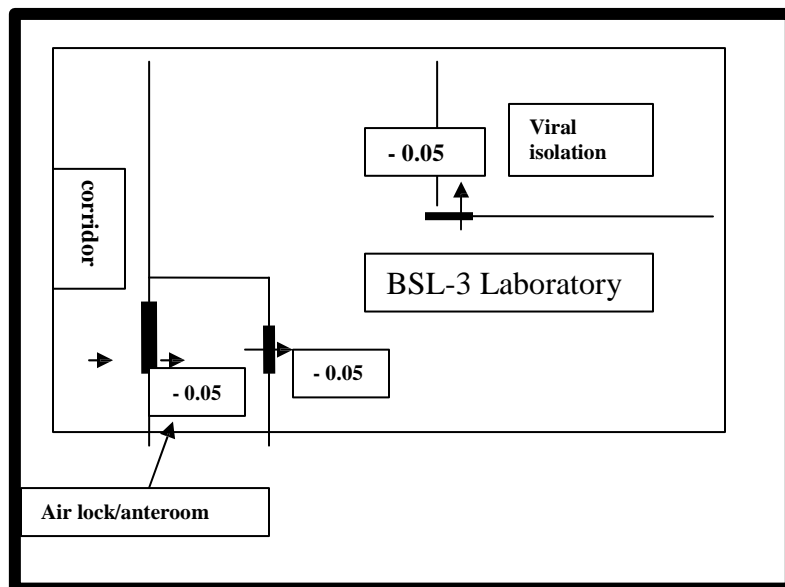 Viral
isolation
- 0.05
corridor
BSL-3 Laboratory
- 0.05
- 0.05
Air lock/anteroom